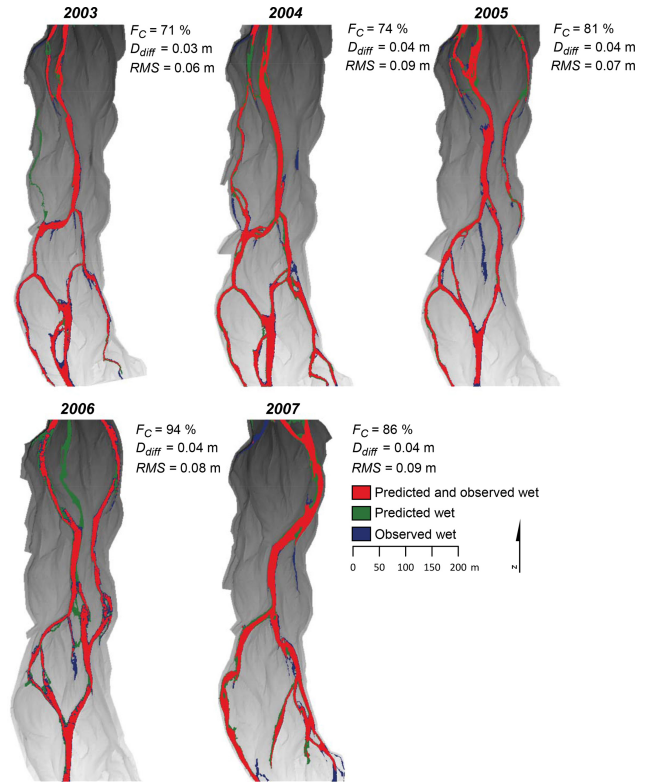 2003
F_C = 71 %
D_diff = 0.03 m
RMS = 0.06 m
2004
F_C = 74 %
D_diff = 0.04 m
RMS = 0.09 m
2005
F_C = 81 %
D_diff = 0.04 m
RMS = 0.07 m
2006
F_C = 94 %
D_diff = 0.04 m
RMS = 0.08 m
2007
F_C = 86 %
D_diff = 0.04 m
RMS = 0.09 m
Predicted and observed wet
Predicted wet
Observed wet
0 50 100 150 200 m
N